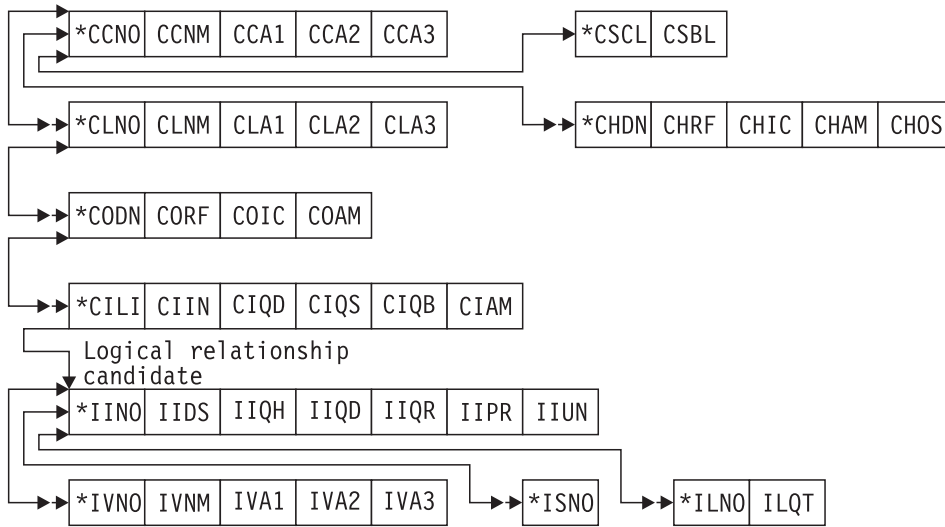 *CCNO CCNM CCA1 CCA2 CCA3 *CSCL CSBL
*CLNO CLNM CLA1 CLA2 CLA3 *CHDN CHRF CHIC CHAM CHOS
*CODN CORF COIC COAM
*CILI CIIN CIQD CIQS CIQB CIAM
Logical relationship
candidate
*IINO IIDS IIQH IIQD IIQR IIPR IIUN
*IVNO IVNM IVA1 IVA2 IVA3 *ISNO *ILNO ILQT